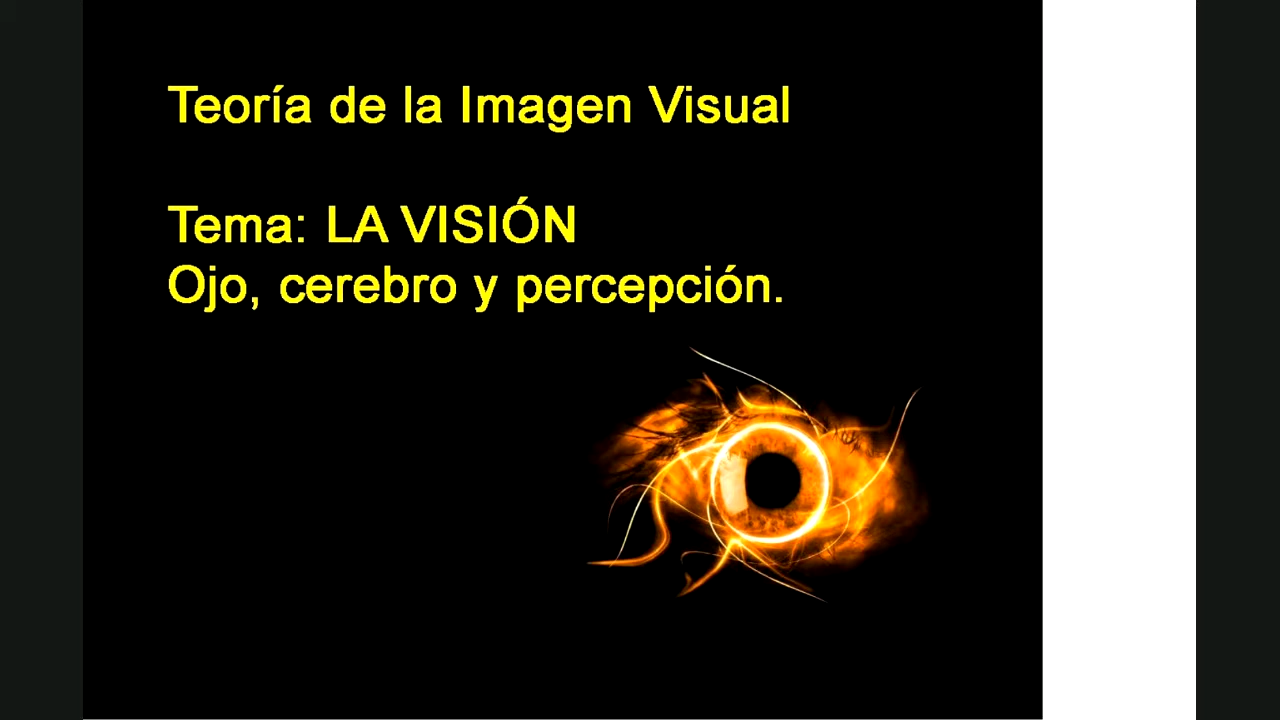 Teoría de la Imagen Visual
Tema: LA VISIÓN
Ojo, cerebro y percepción.